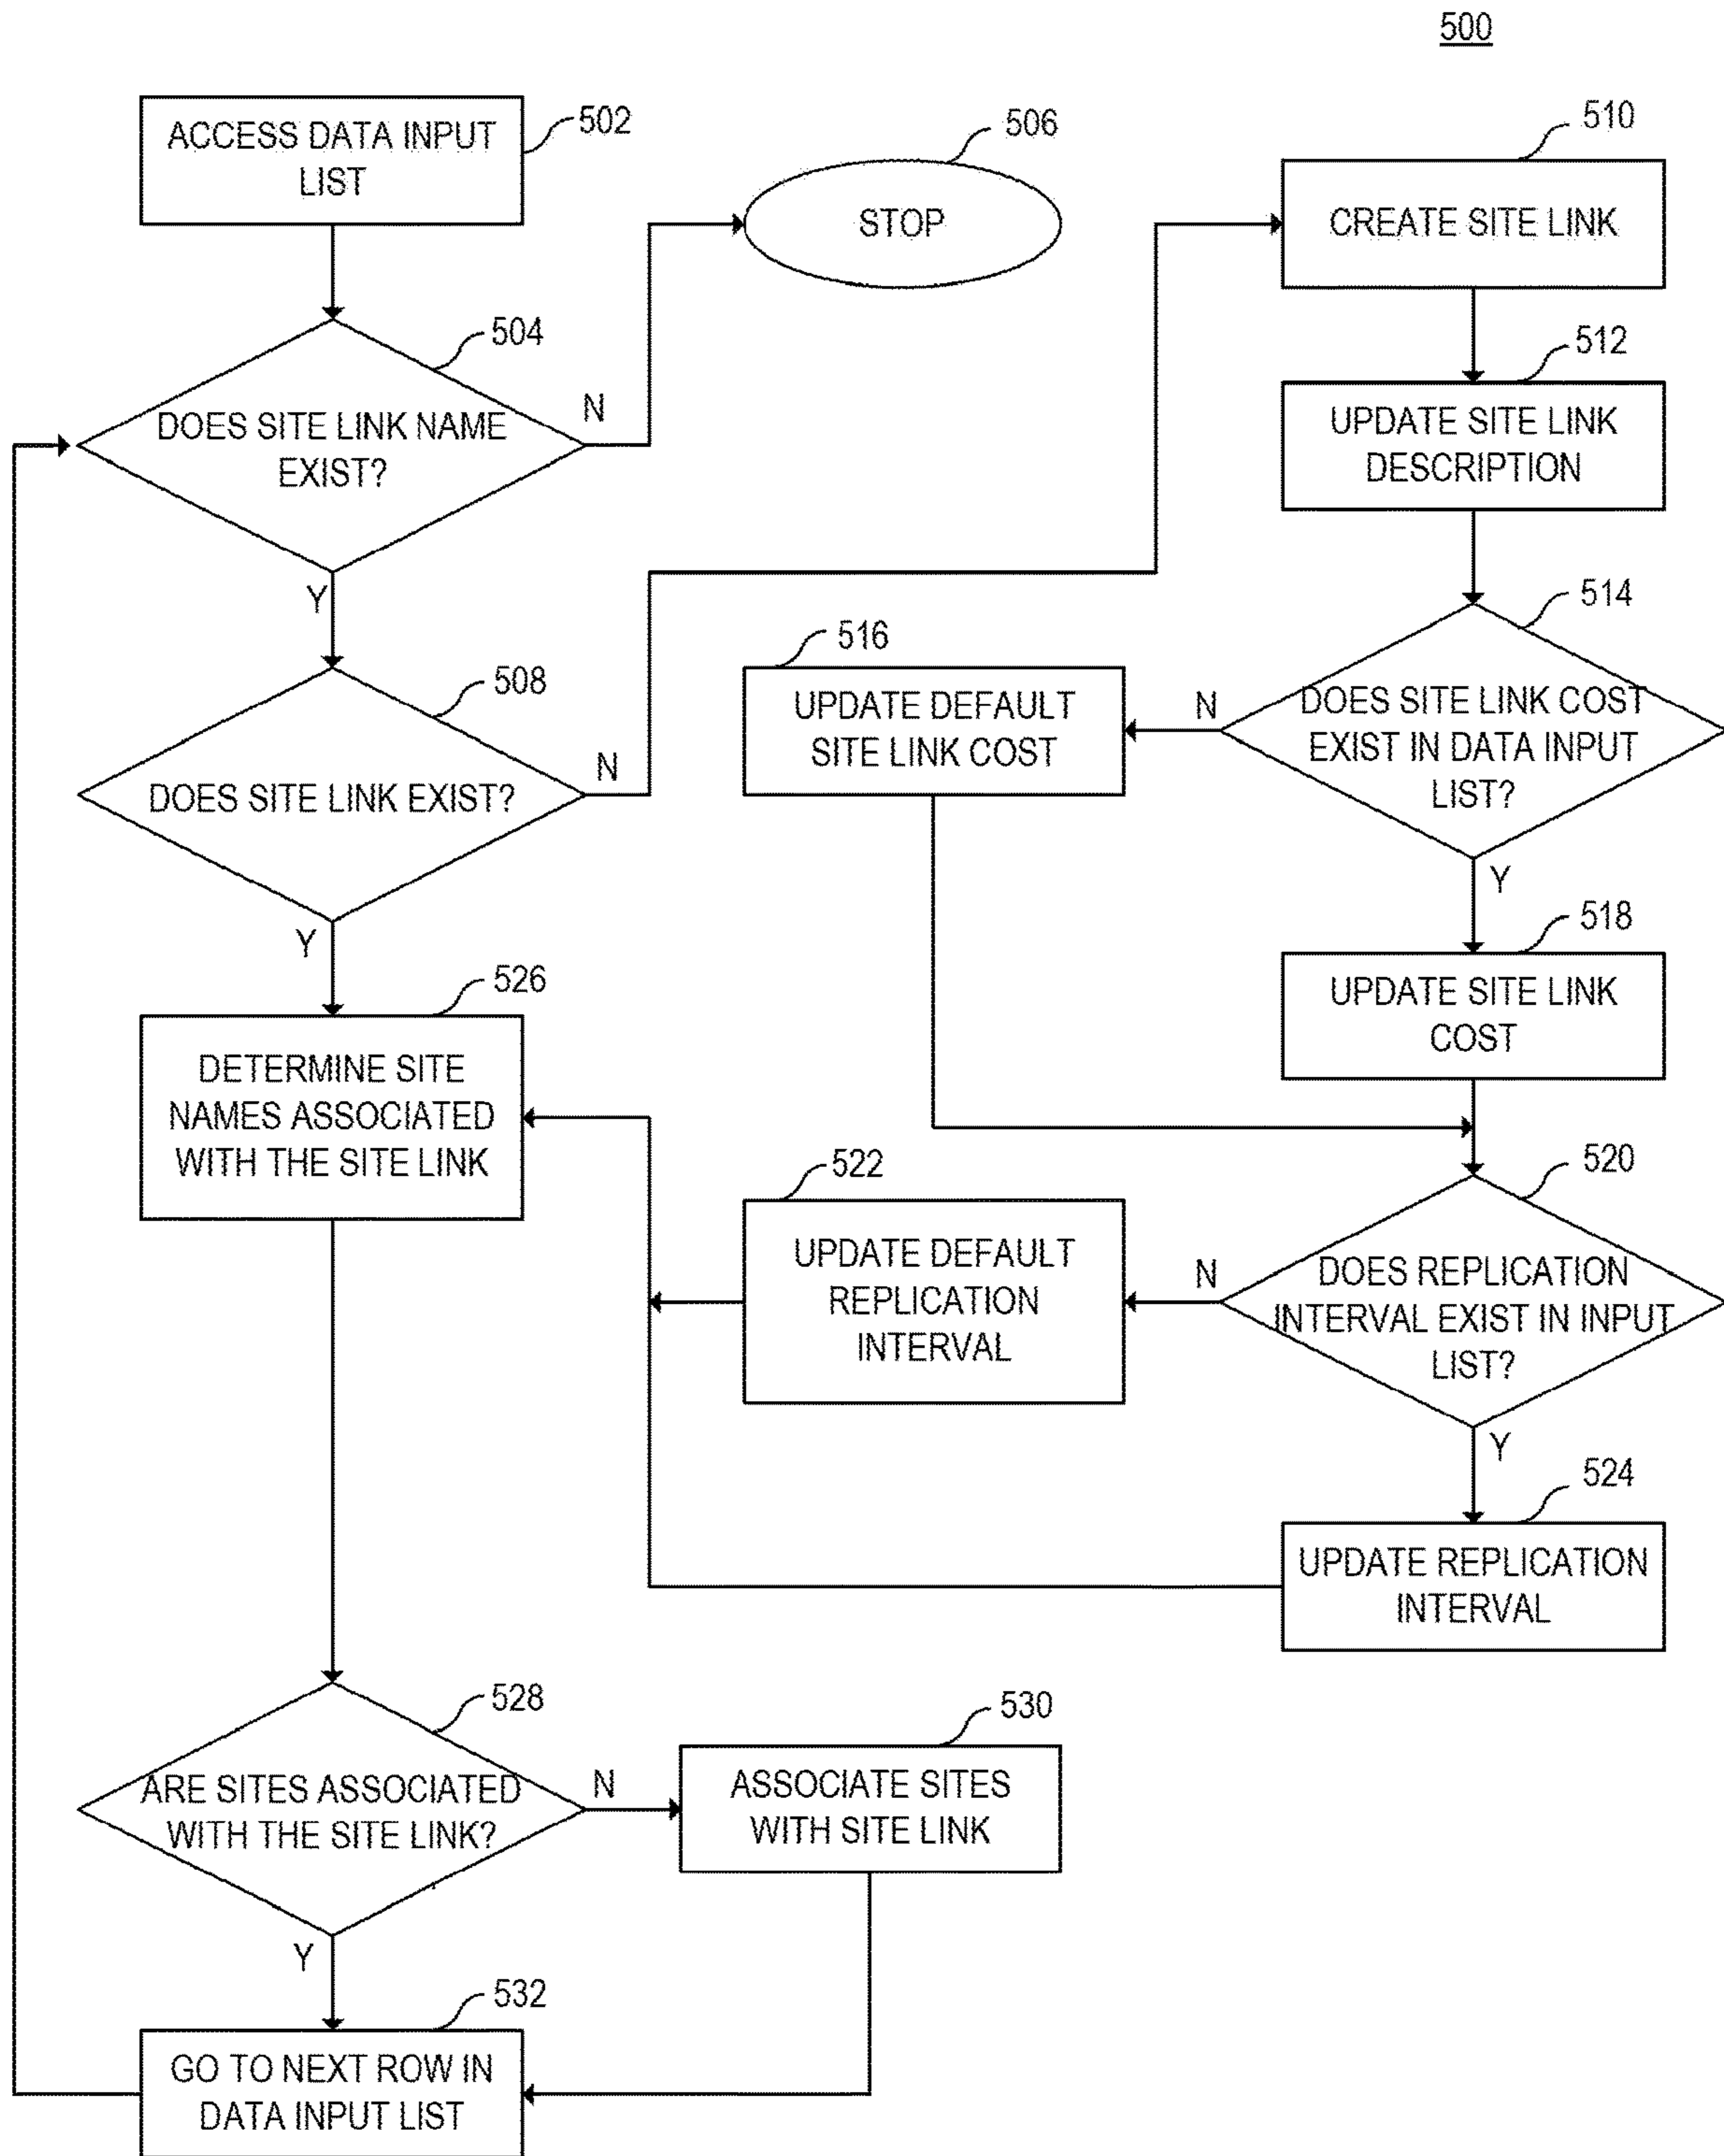 500
ACCESS DATA INPUT
LIST
502
506
STOP
510
CREATE SITE LINK
504
DOES SITE LINK NAME
EXIST?
N
Y
512
UPDATE SITE LINK
DESCRIPTION
508
DOES SITE LINK EXIST?
N
Y
514
DOES SITE LINK COST
EXIST IN DATA INPUT
LIST?
N
Y
516
UPDATE DEFAULT
SITE LINK COST
518
UPDATE SITE LINK
COST
526
DETERMINE SITE
NAMES ASSOCIATED
WITH THE SITE LINK
520
DOES REPLICATION
INTERVAL EXIST IN INPUT
LIST?
N
Y
522
UPDATE DEFAULT
REPLICATION
INTERVAL
524
UPDATE REPLICATION
INTERVAL
528
ARE SITES ASSOCIATED
WITH THE SITE LINK?
N
Y
530
ASSOCIATE SITES
WITH SITE LINK
532
GO TO NEXT ROW IN
DATA INPUT LIST